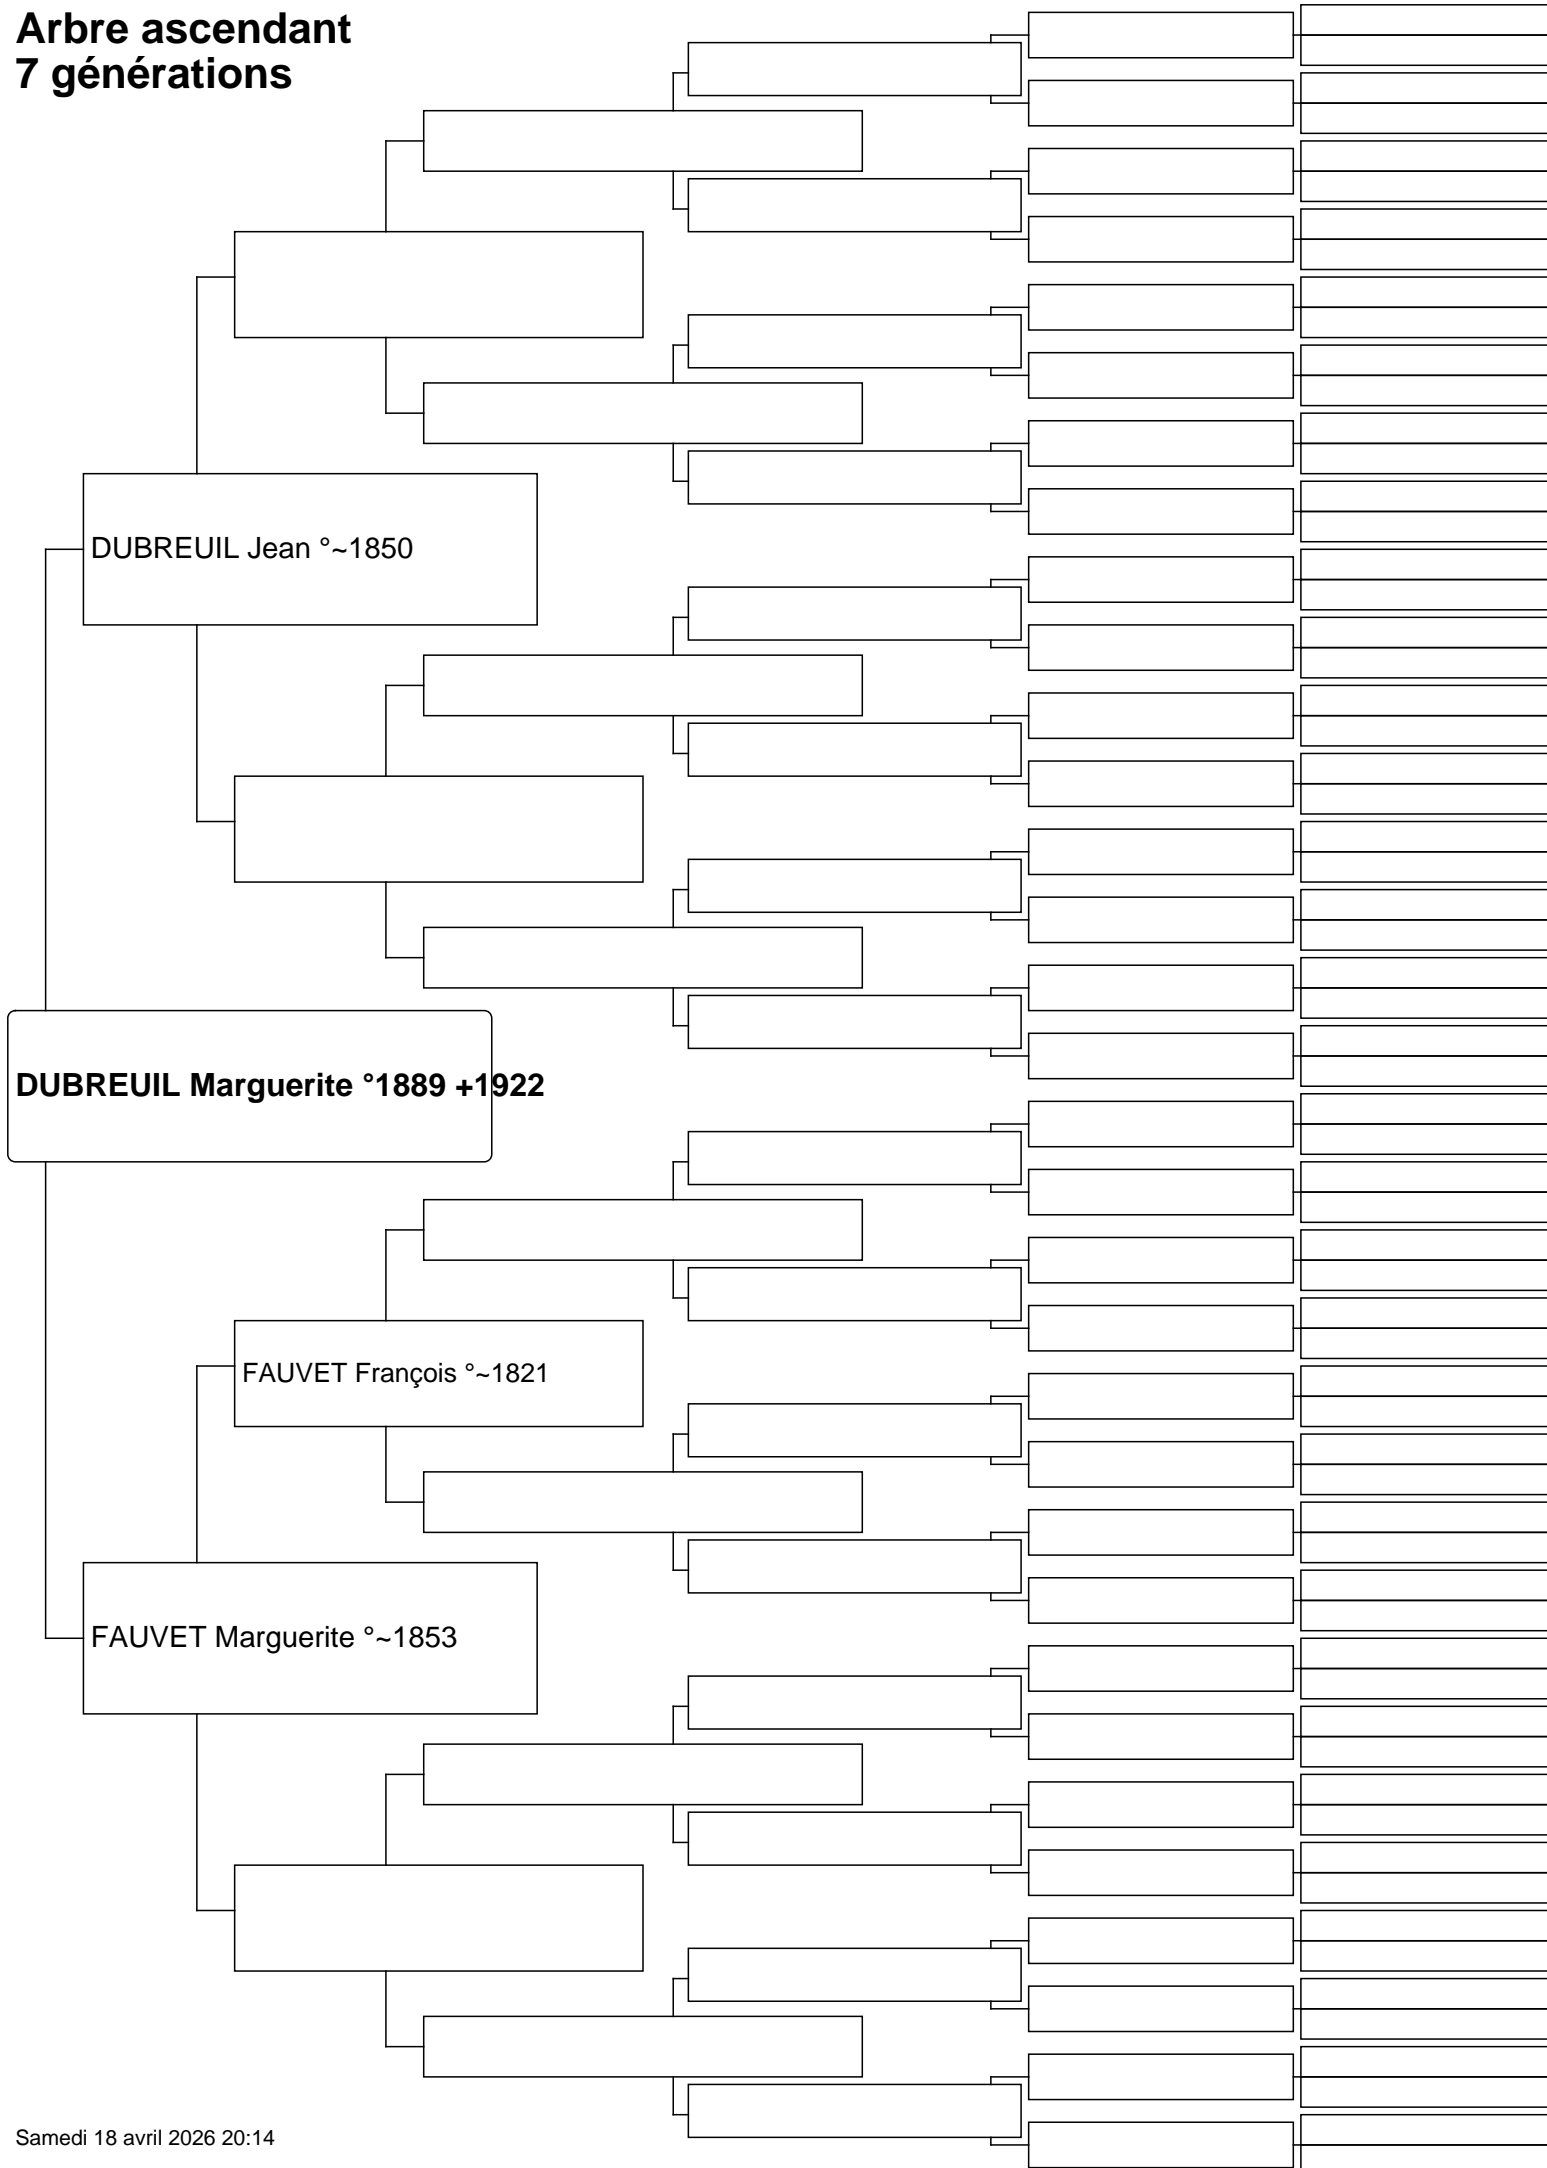 Arbre ascendant
7 générations
DUBREUIL Jean °~1850
DUBREUIL Marguerite °1889 +1922
FAUVET François °~1821
FAUVET Marguerite °~1853
Samedi 18 avril 2026 20:14